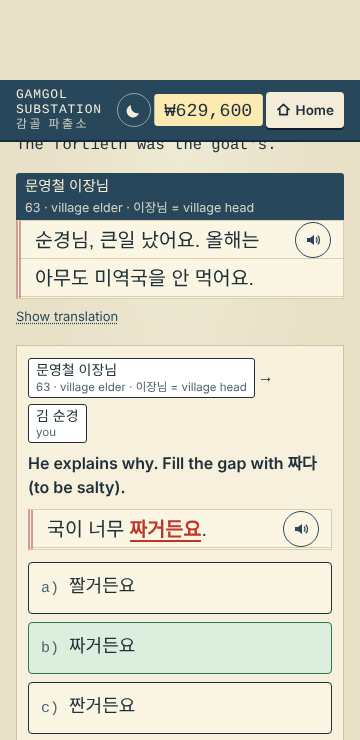 GAMGOL
SUBSTATION
감골 파출소
₩629,600
Home
The fortieth was the goat's.
문영철 이장님
63 · village elder · 이장님 = village head
순경님, 큰일 났어요. 올해는
아무도 미역국을 안 먹어요.
Show translation
문영철 이장님
63 · village elder · 이장님 = village head
→
김 순경
you
He explains why. Fill the gap with 짜다
(to be salty).
국이 너무 짜거든요.
a) 짤거든요
b) 짜거든요
c) 짠거든요